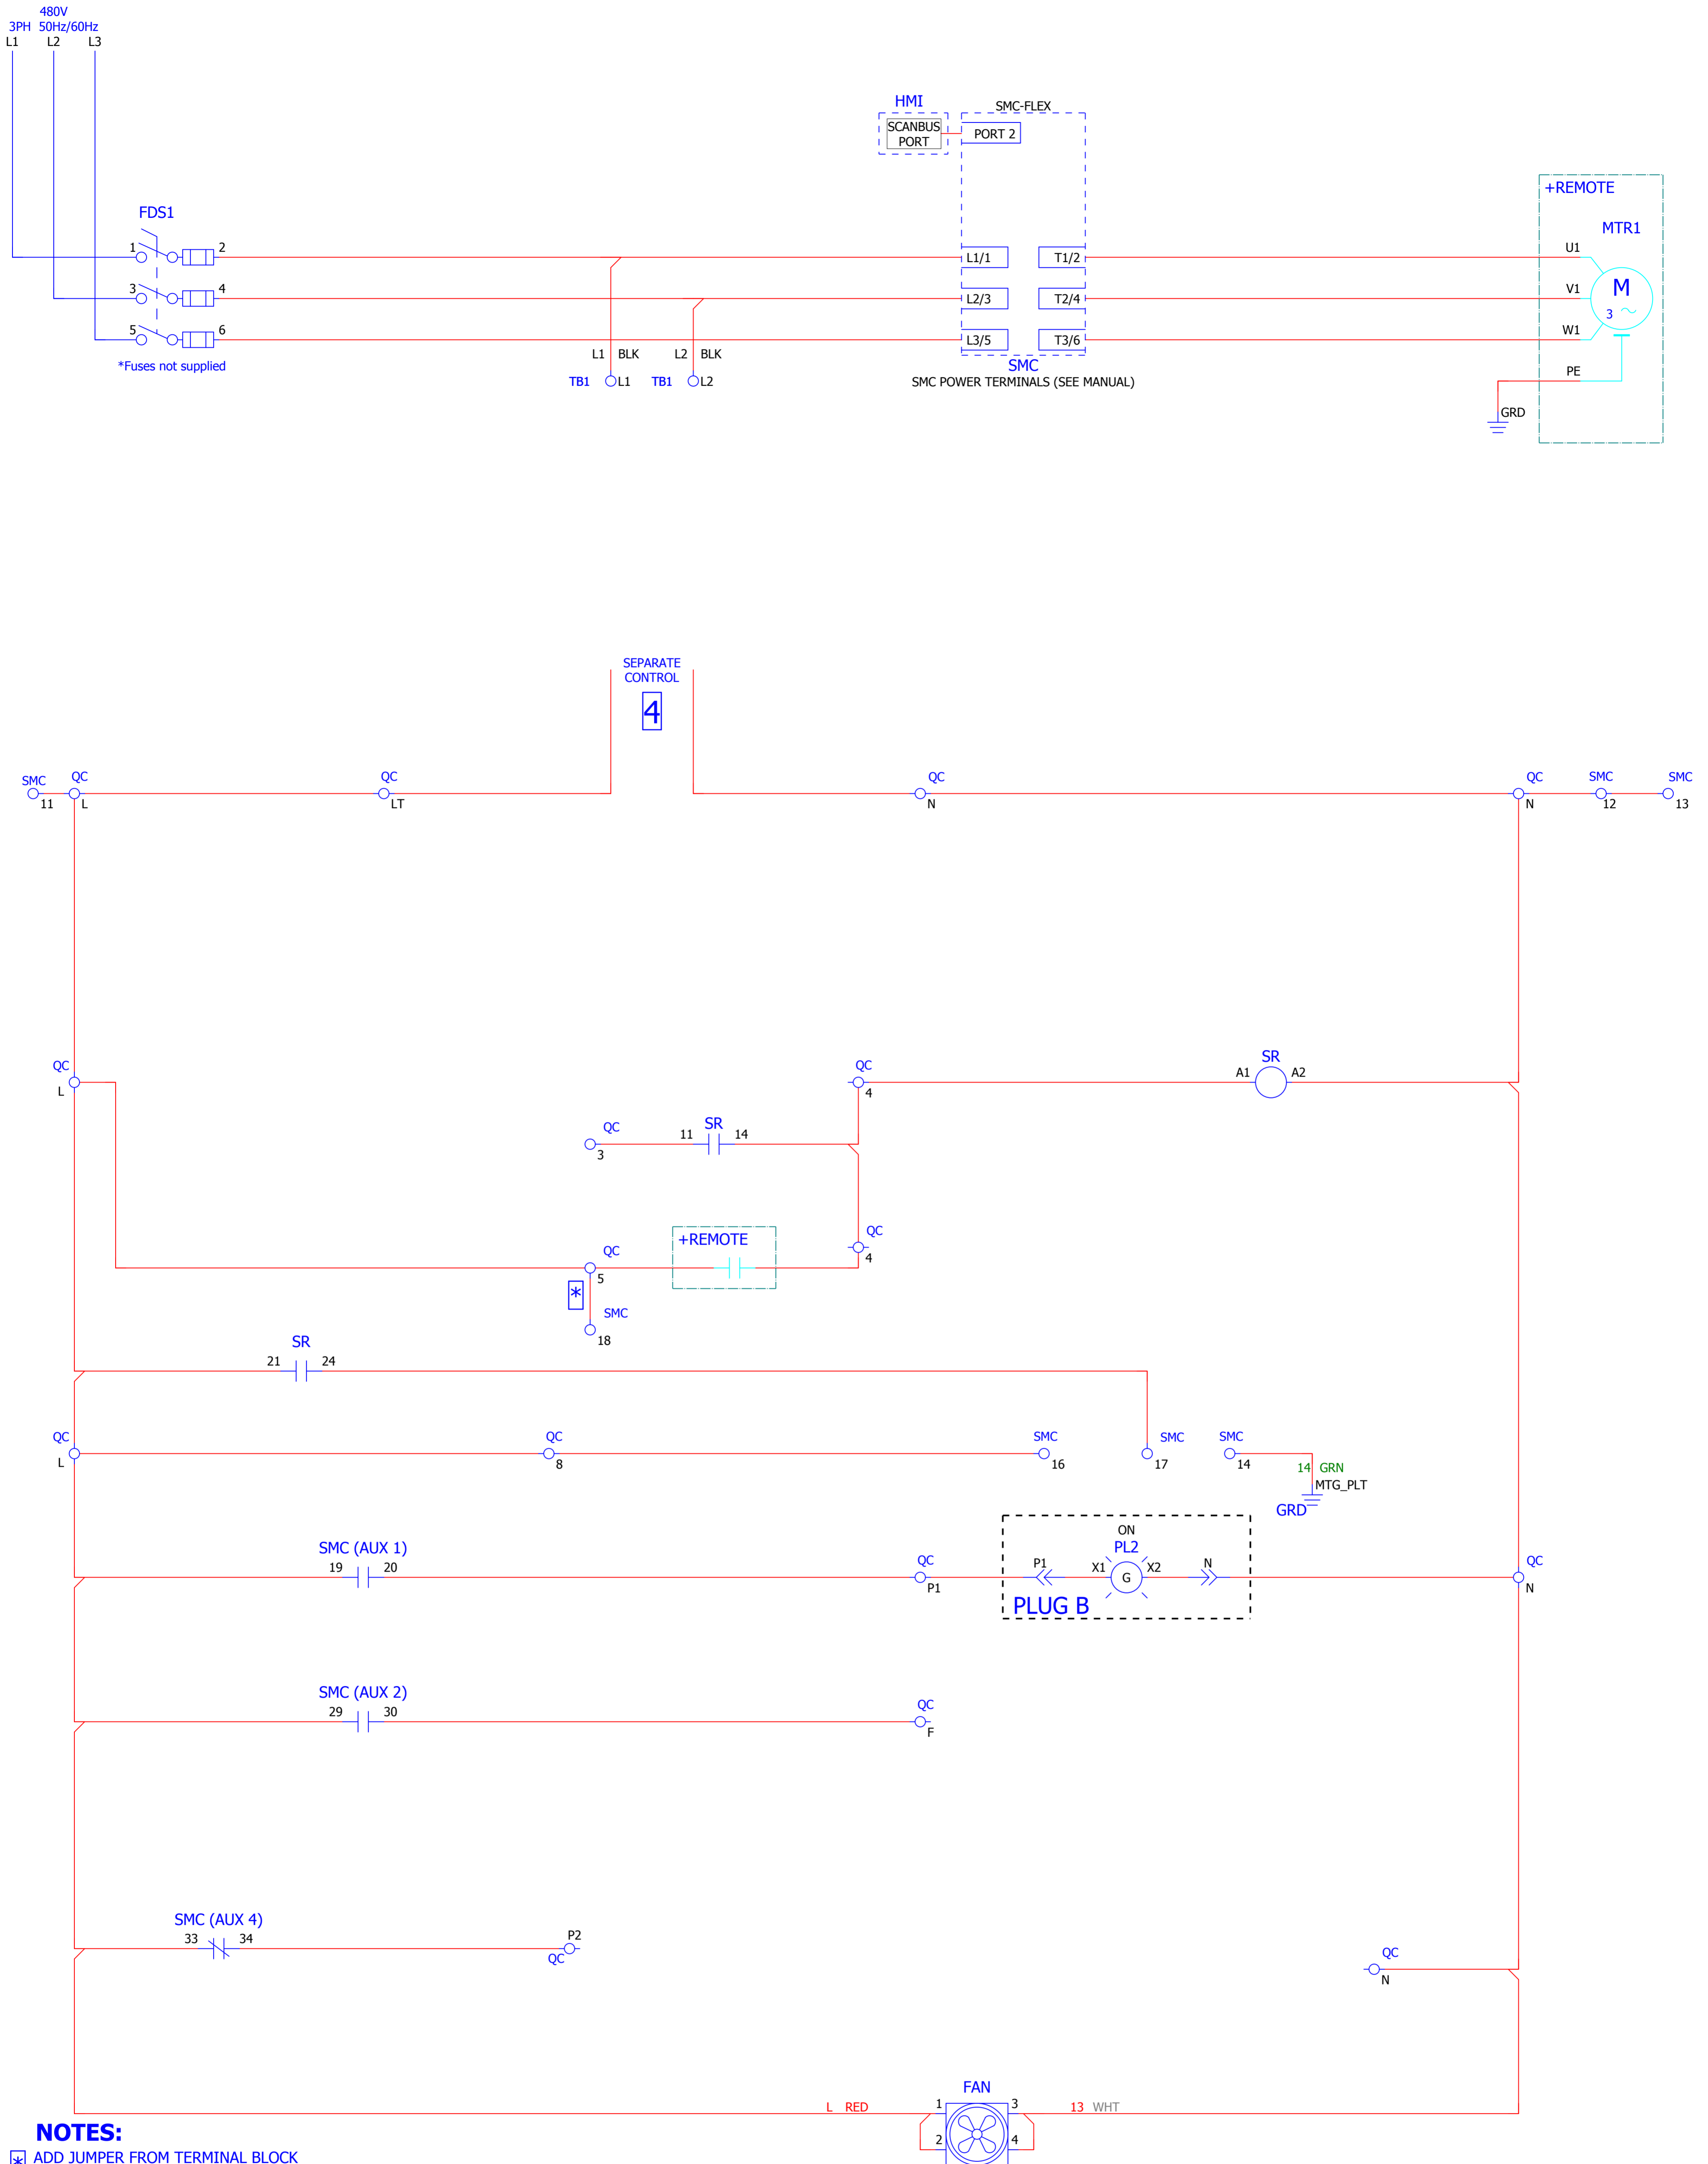 480V
3PH 50Hz/60Hz
L1 L2 L3
HMI
SCANBUS
PORT
SMC-FLEX
PORT 2
+REMOTE
MTR1
FDS1
1 2
3 4
5 6
*Fuses not supplied
L1/1 T1/2
L2/3 T2/4
L3/5 T3/6
U1
V1
W1
M
3
PE
GRD
L1 BLK L2 BLK
TB1 L1 TB1 L2
SMC
SMC POWER TERMINALS (SEE MANUAL)
SEPARATE
CONTROL
4
SMC QC QC QC QC SMC SMC
11 L LT N N 12 13
QC QC SR
L 4 A1 A2
QC SR
3 11 14
QC +REMOTE QC
5 4
*
SMC
18
SR
21 24
QC QC SMC SMC SMC
L 8 16 17 14
14 GRN
MTG_PLT
GRD
SMC (AUX 1)
19 20
QC
P1
ON
PL2
P1 X1 G X2 N
PLUG B
QC
N
SMC (AUX 2)
29 30
QC
F
SMC (AUX 4)
33 34
P2
QC
QC
N
FAN
L RED 1 3 13 WHT
2 4
NOTES:
* ADD JUMPER FROM TERMINAL BLOCK